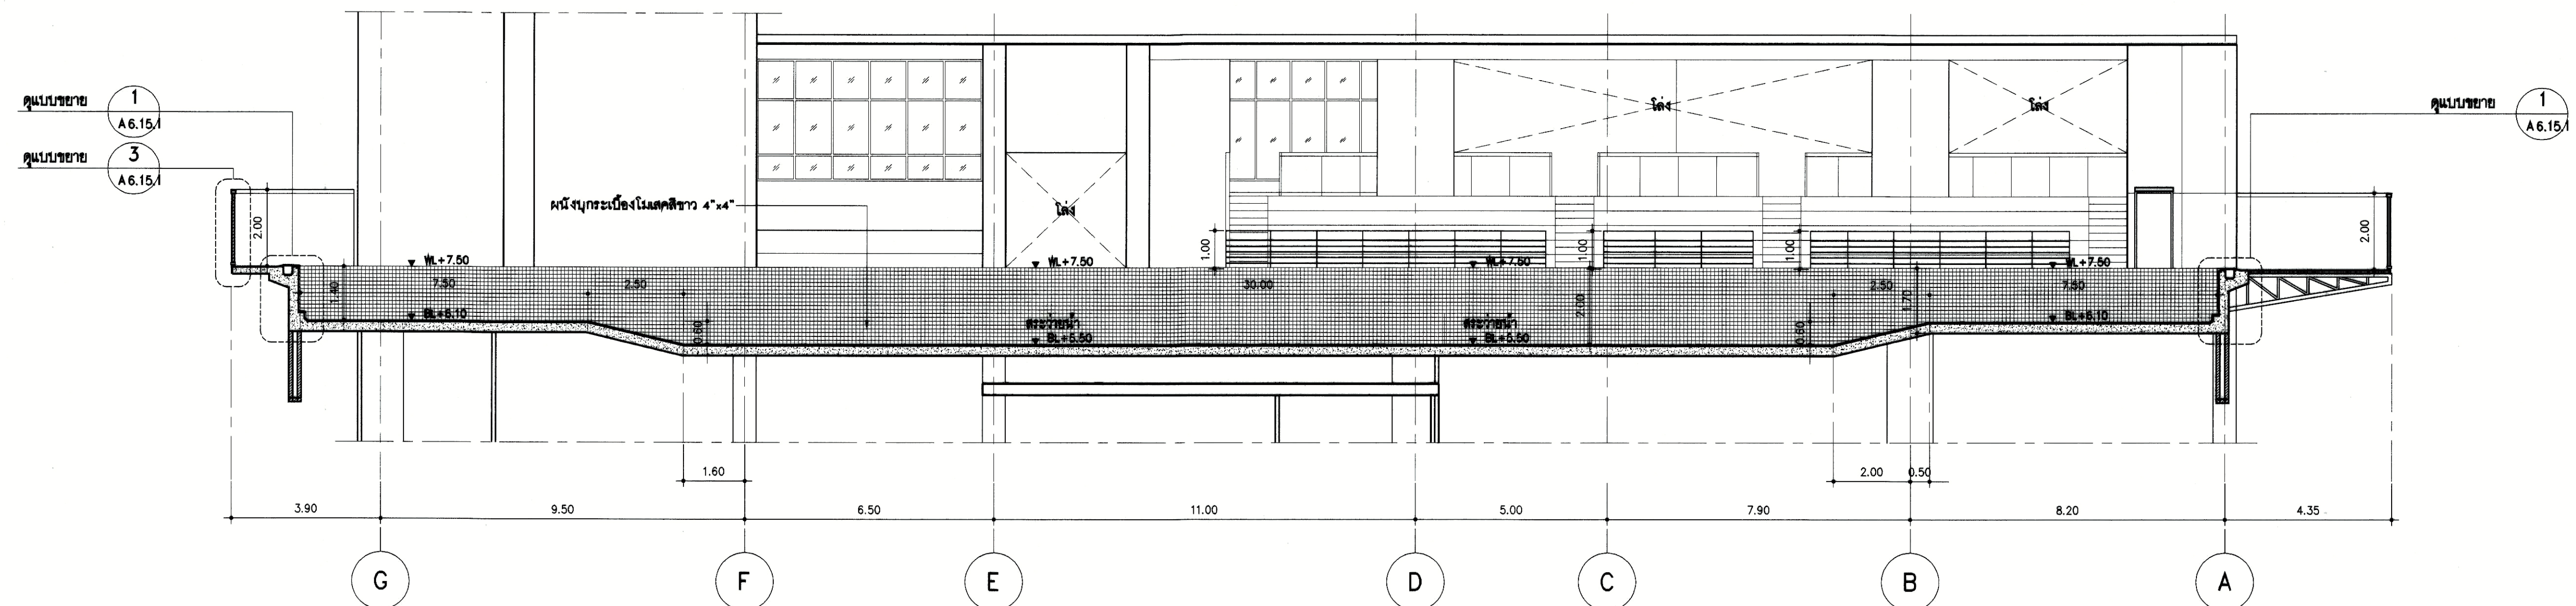 ดูแบบขยาย
1
A 6.15.1
ดูแบบขยาย
3
A 6.15.1
ดูแบบขยาย
1
A 6.15.1
โล่ง
โล่ง
โล่ง
ผนังบุกระเบื้องโมเสคสีขาว 4"x4"
2.00
1.00
1.00
1.00
2.00
WL+7.50
WL+7.50
WL+7.50
WL+7.50
1.40
7.50
2.50
30.00
2.00
2.50
1.70
7.50
BL+6.10
0.60
สระว่ายน้ำ
BL+5.50
สระว่ายน้ำ
BL+5.50
0.60
BL+6.10
1.60
2.00
0.50
3.90
9.50
6.50
11.00
5.00
7.90
8.20
4.35
G
F
E
D
C
B
A